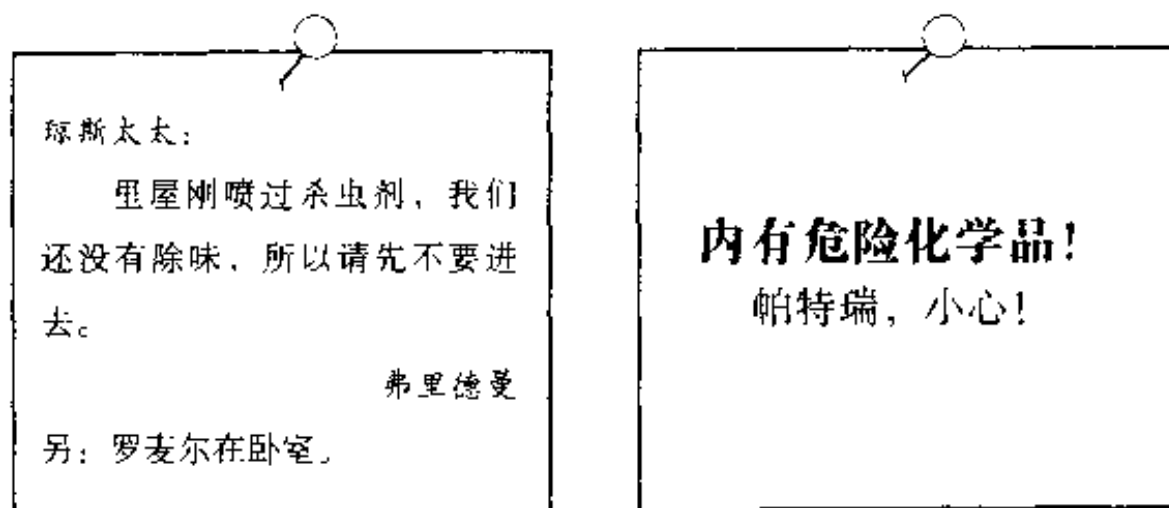 琼斯太太：
里屋刚喷过杀虫剂，我们
还没有除味，所以请先不要进
去。
弗里德曼
另：罗麦尔在卧室。
内有危险化学品！
帕特瑞，小心！